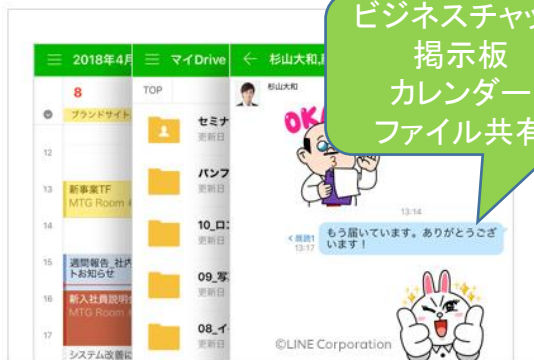 ビジネスチャッ
掲示板
カレンダー
ファイル共有
2018年4月
8
ブランドサイト
12
13
新事業TF
MTG Room
14
15
週間報告_社内
トお知らせ
16
新入社員説明会
MTG Room
17
システム改善に
マイDrive
TOP
セミナ
更新日
パンフ
更新日
10_ロゴ
更新日
09_写
更新日
08_イ
更新日
杉山大和,
杉山大和
OK
13:14
既読1
13:17
もう届いています。ありがとうござ
います！
©LINE Corporation